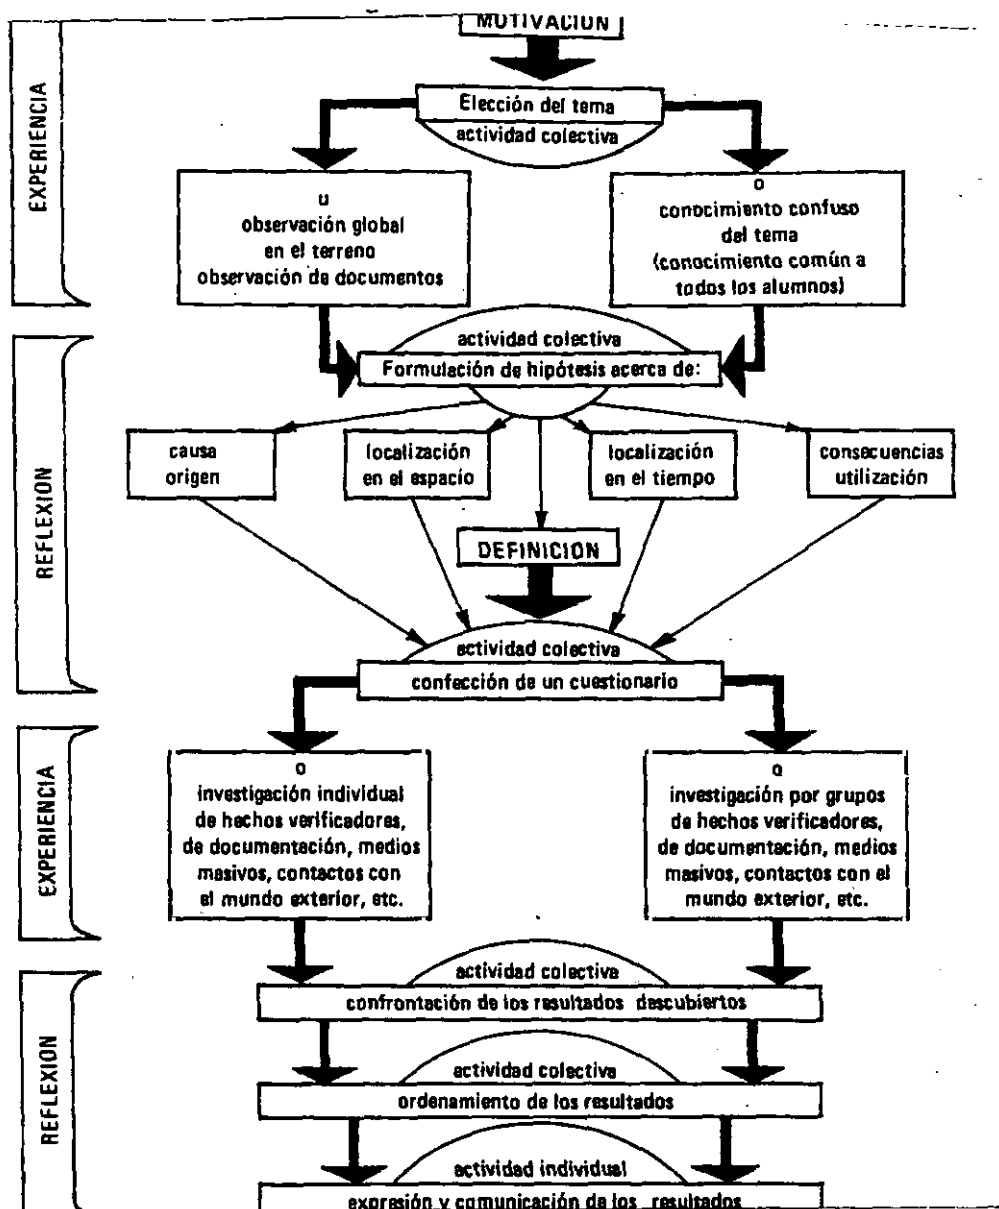 MOTIVACION
EXPERIENCIA
Elección del tema
actividad colectiva
u
observación global
en el terreno
observación de documentos
o
conocimiento confuso
del tema
(conocimiento común a
todos los alumnos)
REFLEXION
actividad colectiva
Formulación de hipótesis acerca de:
causa
origen
localización
en el espacio
localización
en el tiempo
consecuencias
utilización
DEFINICION
actividad colectiva
confección de un cuestionario
EXPERIENCIA
o
investigación individual
de hechos verificadores,
de documentación, medios
masivos, contactos con
el mundo exterior, etc.
o
investigación por grupos
de hechos verificadores,
de documentación, medios
masivos, contactos con el
mundo exterior, etc.
REFLEXION
actividad colectiva
confrontación de los resultados descubiertos
actividad colectiva
ordenamiento de los resultados
actividad individual
expresión y comunicación de los resultados